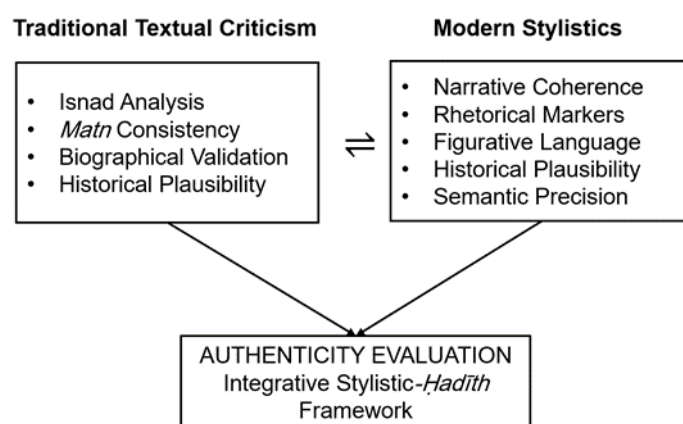 Traditional Textual Criticism
• Isnad Analysis
• Matn Consistency
• Biographical Validation
• Historical Plausibility
⇌
Modern Stylistics
• Narrative Coherence
• Rhetorical Markers
• Figurative Language
• Historical Plausibility
• Semantic Precision
AUTHENTICITY EVALUATION
Integrative Stylistic-Ḥadīth
Framework